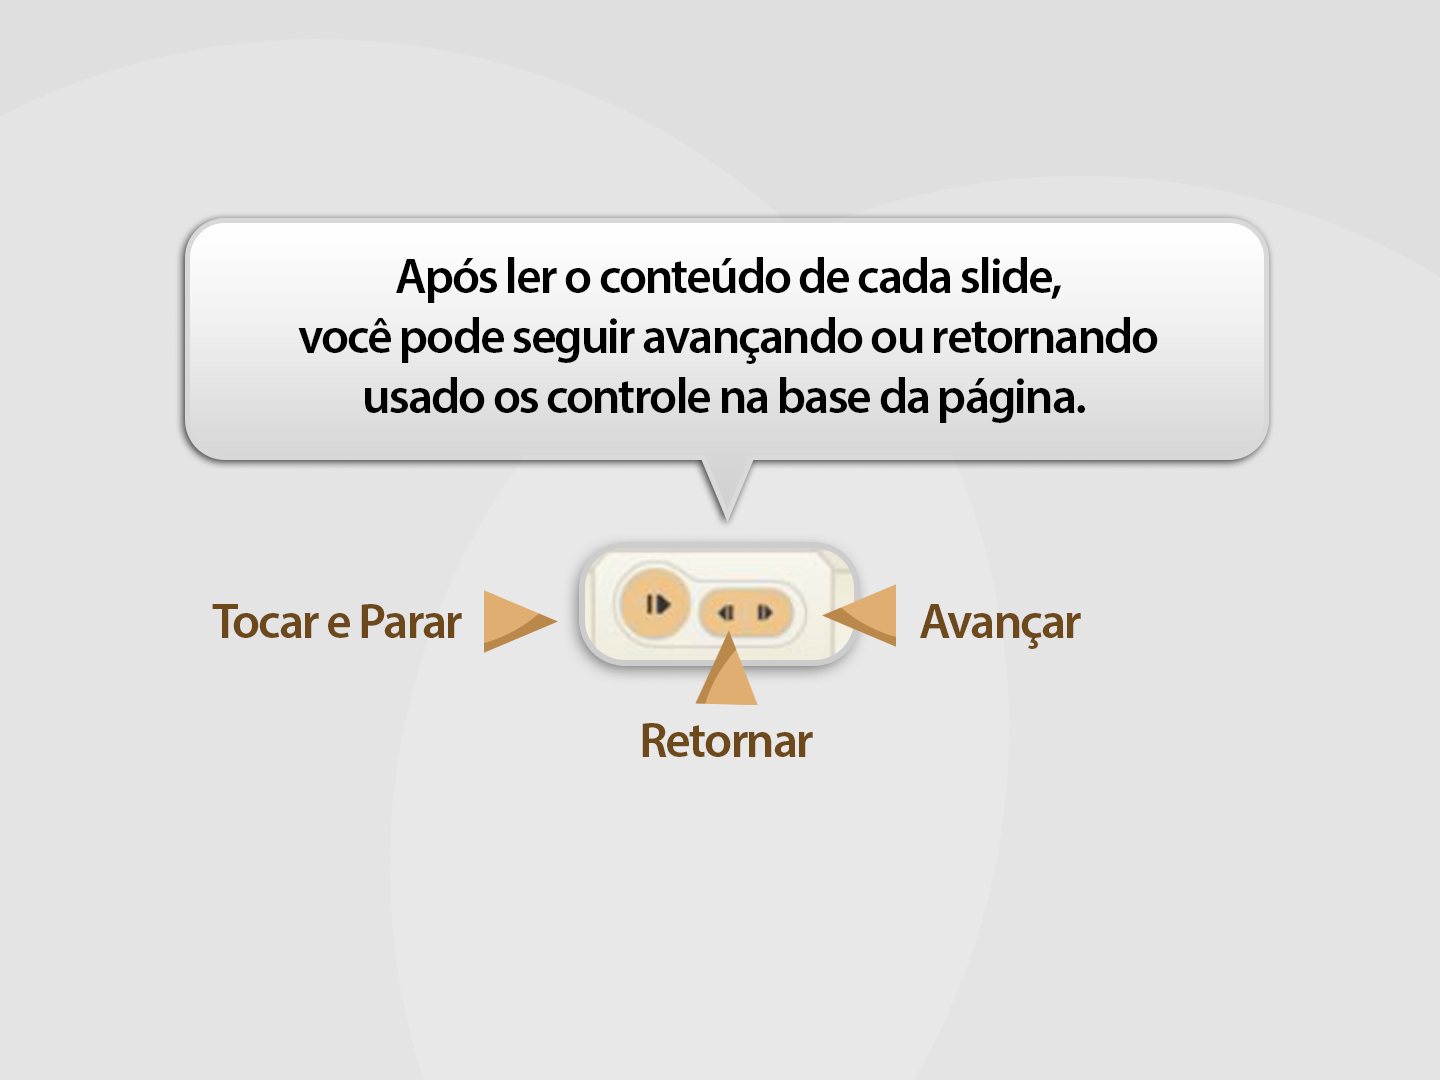 Após ler o conteúdo de cada slide,
você pode seguir avançando ou retornando
usado os controle na base da página.
Tocar e Parar
Avançar
Retornar